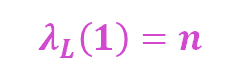 λ_L(1) = n